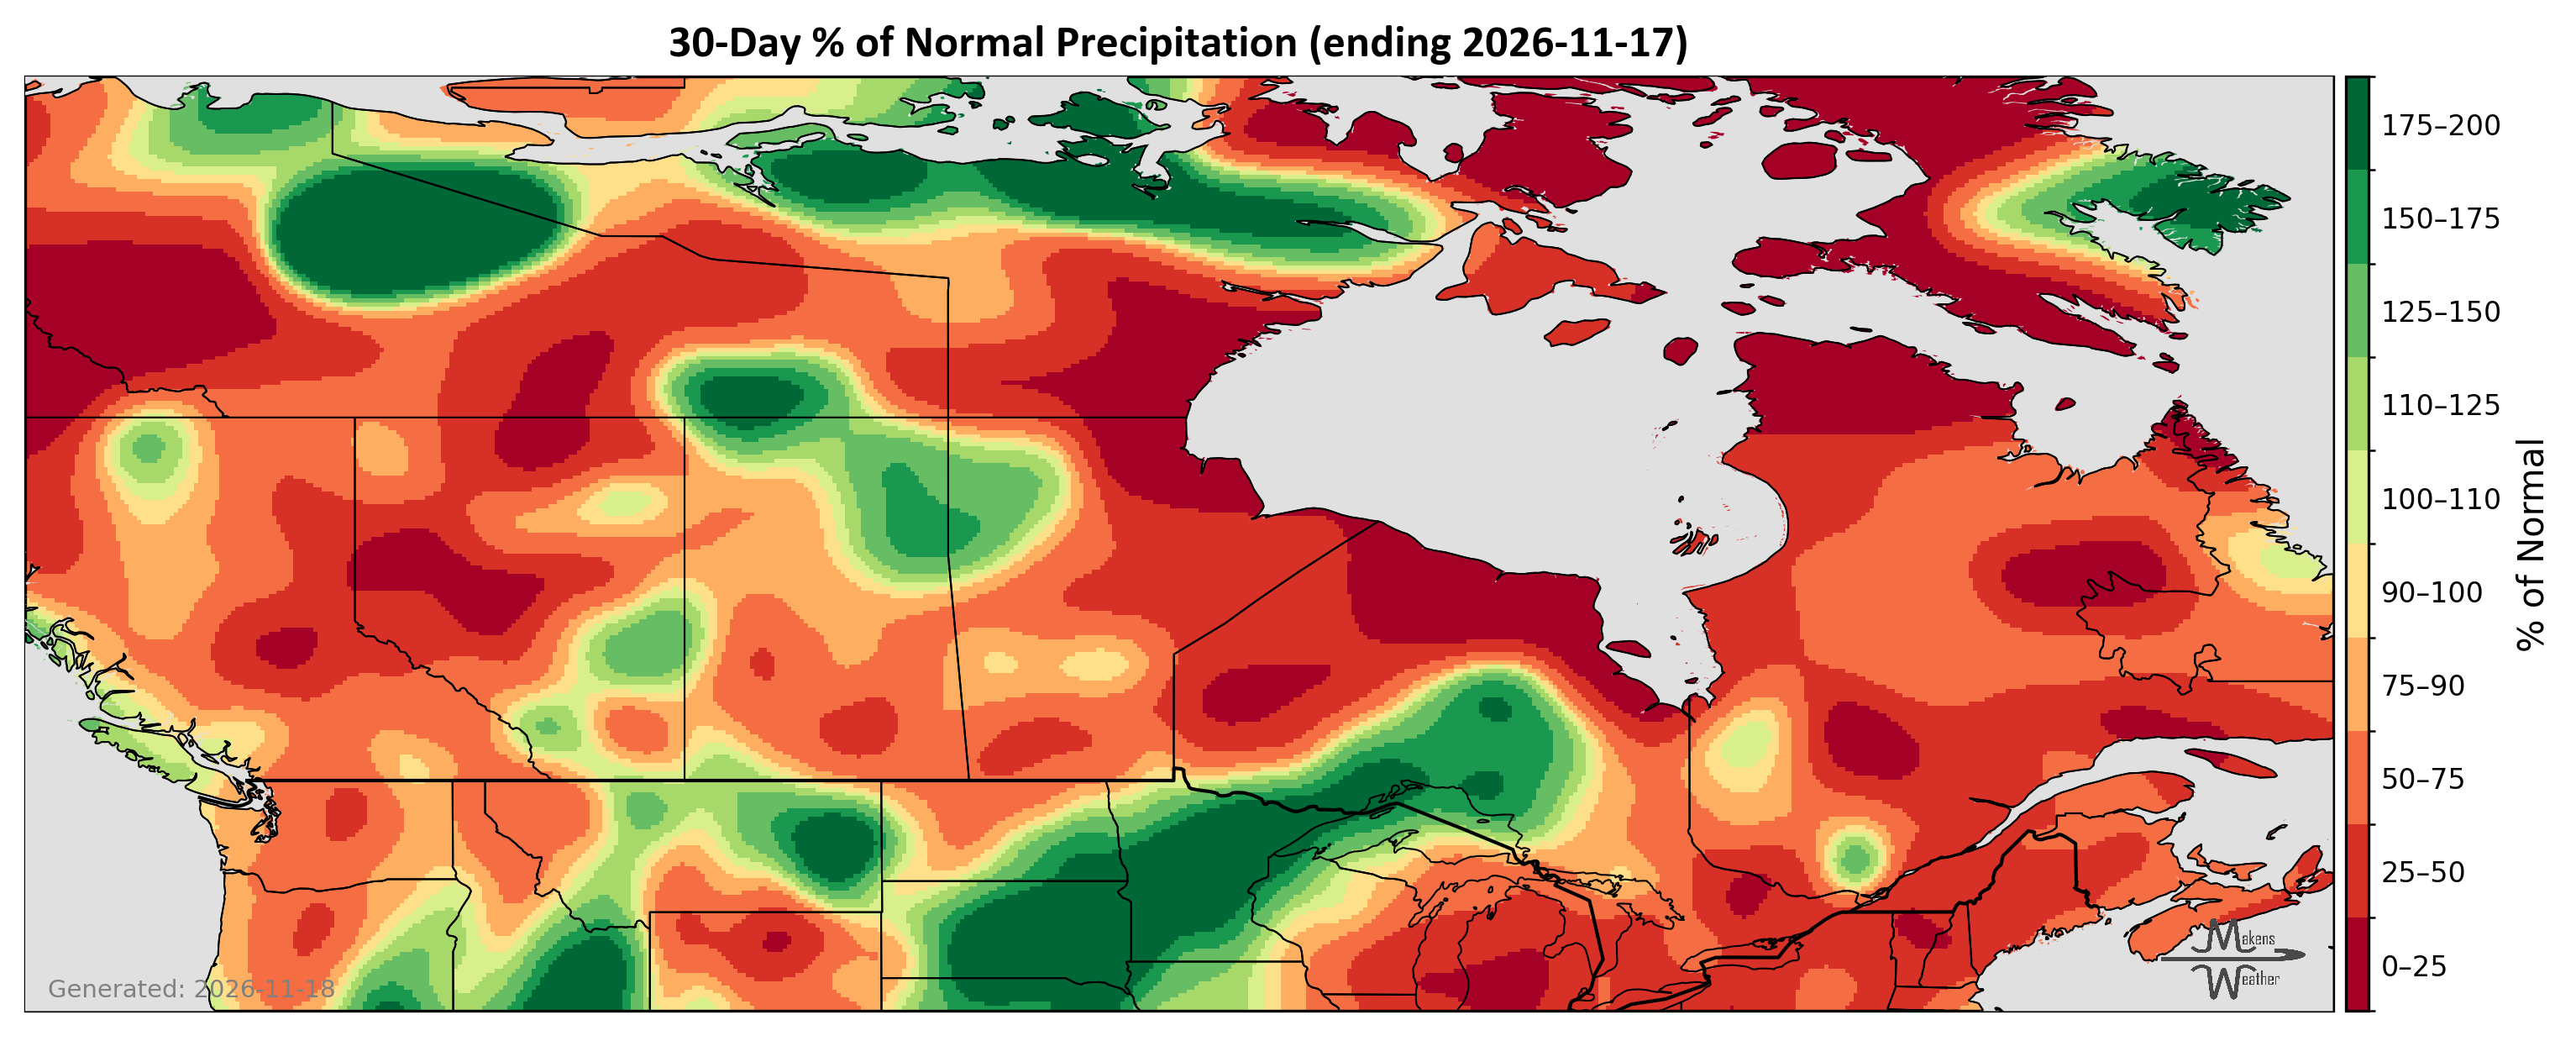 30-Day % of Normal Precipitation (ending 2026-11-17)
175–200
150–175
125–150
110–125
100–110
90–100
75–90
50–75
25–50
0–25
% of Normal
Generated: 2026-11-18
Makens
Weather